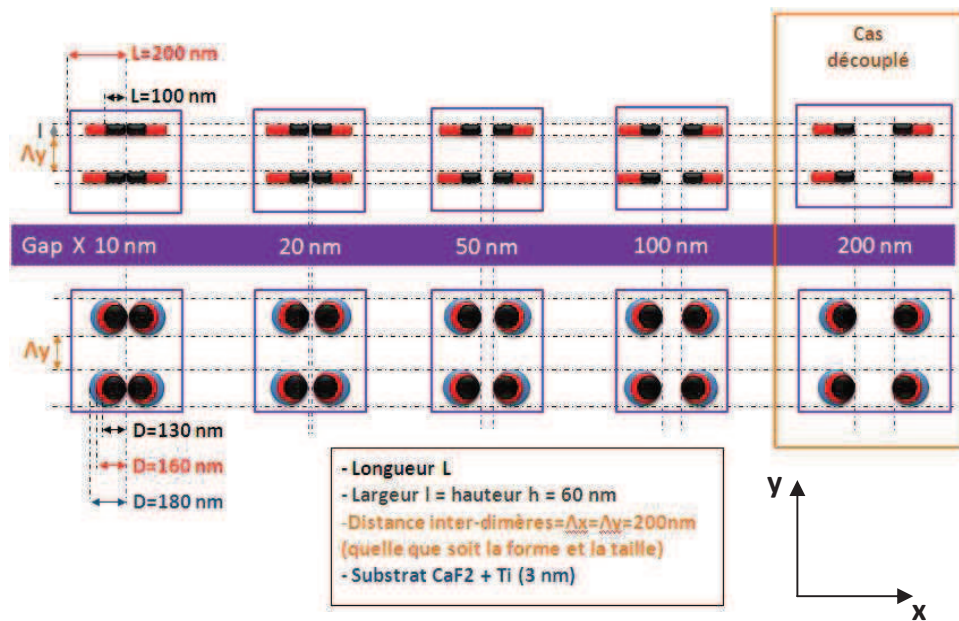 L=200 nm
L=100 nm
Cas
découplé
l
Λy
Gap X 10 nm 20 nm 50 nm 100 nm 200 nm
Λy
D=130 nm
D=160 nm
D=180 nm
- Longueur L
- Largeur l = hauteur h = 60 nm
-Distance inter-dimères=Λx=Λy=200nm
(quelle que soit la forme et la taille)
- Substrat CaF2 + Ti (3 nm)
y
x